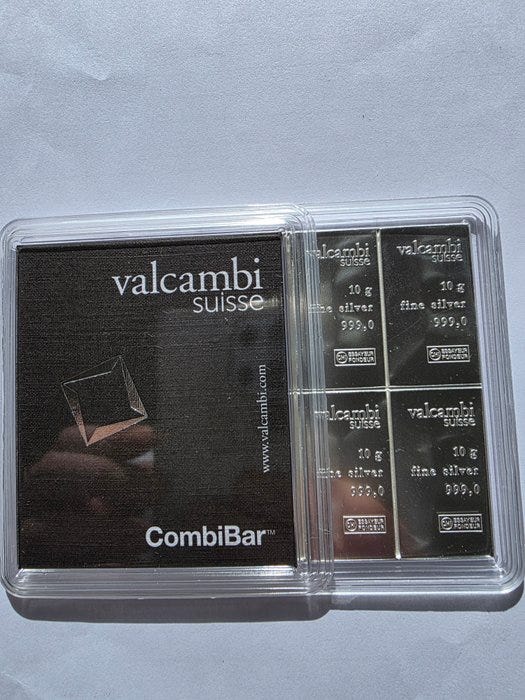 valcambi
suisse
www.valcambi.com
CombiBar™
valcambi
suisse
10 g
fine silver
999,0
ESSAYEUR
FONDEUR
valcambi
suisse
10 g
fine silver
999,0
ESSAYEUR
FONDEUR
valcambi
suisse
10 g
fine silver
999,0
ESSAYEUR
FONDEUR
valcambi
suisse
10 g
fine silver
999,0
ESSAYEUR
FONDEUR